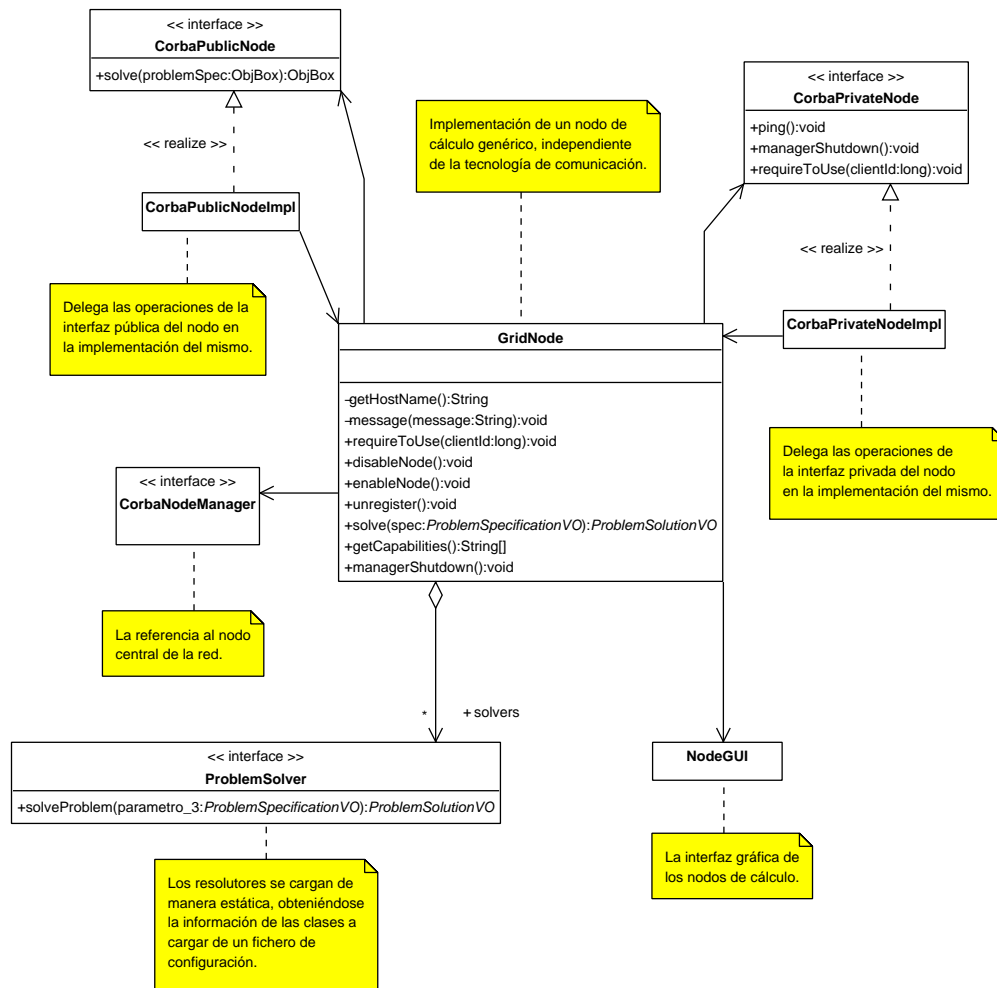 << interface >>
CorbaPublicNode
+solve(problemSpec:ObjBox):ObjBox
<< interface >>
CorbaPrivateNode
+ping():void
+managerShutdown():void
+requireToUse(clientId:long):void
Implementación de un nodo de
cálculo genérico, independiente
de la tecnología de comunicación.
<< realize >>
CorbaPublicNodeImpl
<< realize >>
Delega las operaciones de la
interfaz pública del nodo en
la implementación del mismo.
CorbaPrivateNodeImpl
GridNode
-getHostName():String
-message(message:String):void
+requireToUse(clientId:long):void
+disableNode():void
+enableNode():void
+unregister():void
+solve(spec:ProblemSpecificationVO):ProblemSolutionVO
+getCapabilities():String[]
+managerShutdown():void
Delega las operaciones de
la interfaz privada del nodo
en la implementación del mismo.
<< interface >>
CorbaNodeManager
La referencia al nodo
central de la red.
* + solvers
<< interface >>
ProblemSolver
+solveProblem(parametro_3:ProblemSpecificationVO):ProblemSolutionVO
NodeGUI
La interfaz gráfica de
los nodos de cálculo.
Los resolutores se cargan de
manera estática, obteniéndose
la información de las clases a
cargar de un fichero de
configuración.